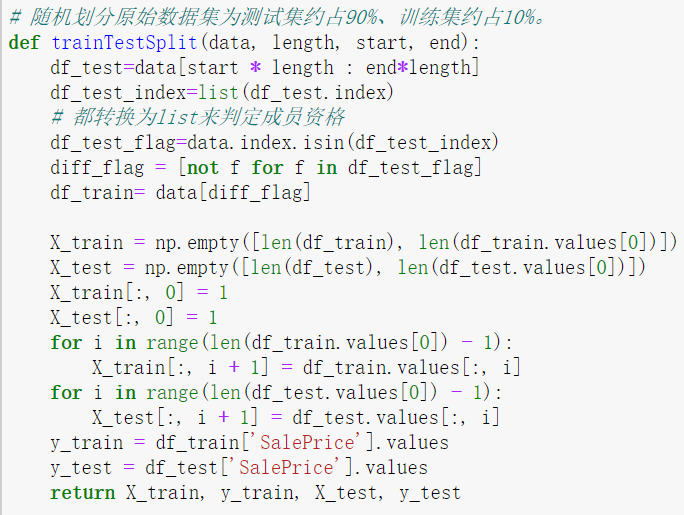 # 随机划分原始数据集为测试集约占90%、训练集约占10%。
def trainTestSplit(data, length, start, end):
    df_test=data[start * length : end*length]
    df_test_index=list(df_test.index)
    # 都转换为list来判定成员资格
    df_test_flag=data.index.isin(df_test_index)
    diff_flag = [not f for f in df_test_flag]
    df_train= data[diff_flag]

    X_train = np.empty([len(df_train), len(df_train.values[0])])
    X_test = np.empty([len(df_test), len(df_test.values[0])])
    X_train[:, 0] = 1
    X_test[:, 0] = 1
    for i in range(len(df_train.values[0]) - 1):
        X_train[:, i + 1] = df_train.values[:, i]
    for i in range(len(df_test.values[0]) - 1):
        X_test[:, i + 1] = df_test.values[:, i]
    y_train = df_train['SalePrice'].values
    y_test = df_test['SalePrice'].values
    return X_train, y_train, X_test, y_test